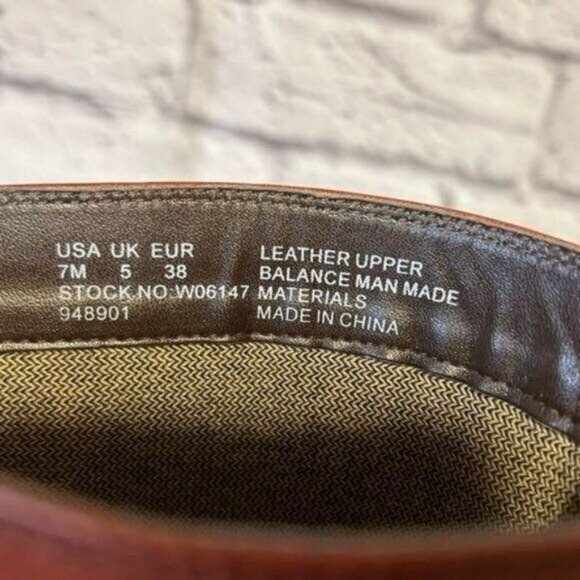 USA UK EUR
7M 5 38
STOCK.NO:W06147
948901
LEATHER UPPER
BALANCE MAN MADE
MATERIALS
MADE IN CHINA